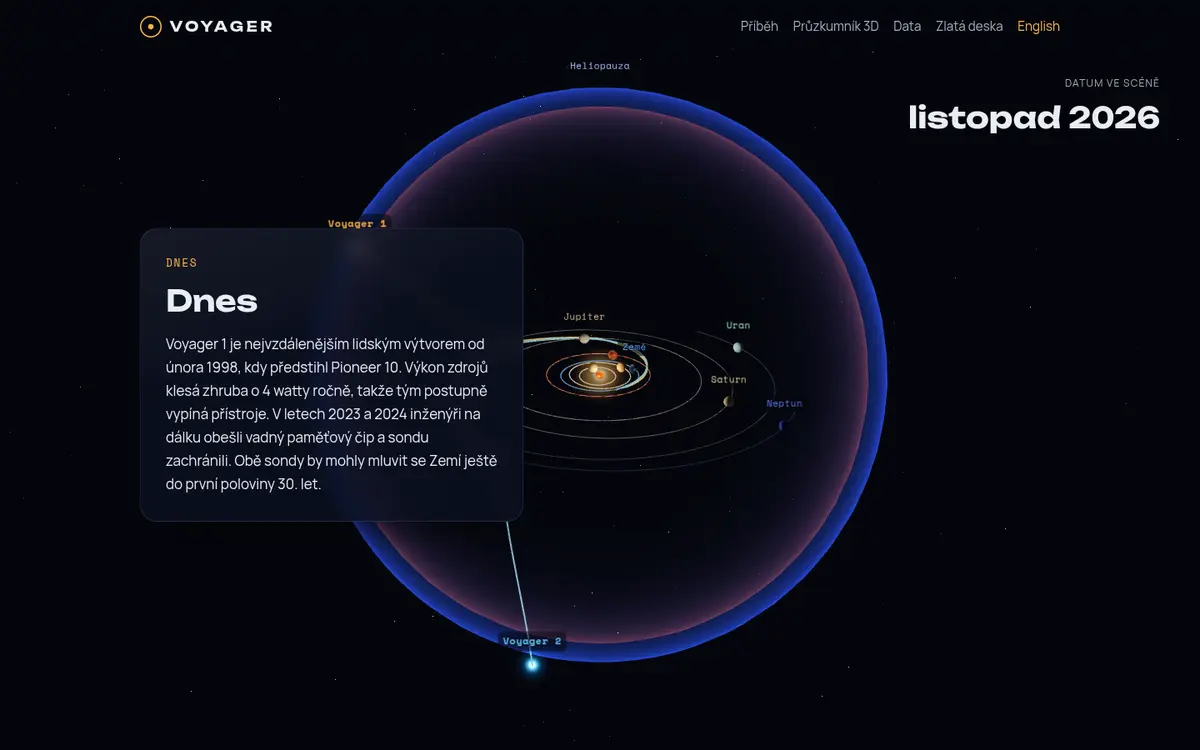 VOYAGER
Příběh
Průzkumník 3D
Data
Zlatá deska
English
Heliopauza
DATUM VE SCÉNĚ
listopad 2026
Voyager 1
DNES
Dnes
Voyager 1 je nejvzdálenějším lidským výtvorem od
února 1998, kdy předstihl Pioneer 10. Výkon zdrojů
klesá zhruba o 4 watty ročně, takže tým postupně
vypíná přístroje. V letech 2023 a 2024 inženýři na
dálku obešli vadný paměťový čip a sondu
zachránili. Obě sondy by mohly mluvit se Zemí ještě
do první poloviny 30. let.
Jupiter
Uran
Země
Saturn
Neptun
Voyager 2